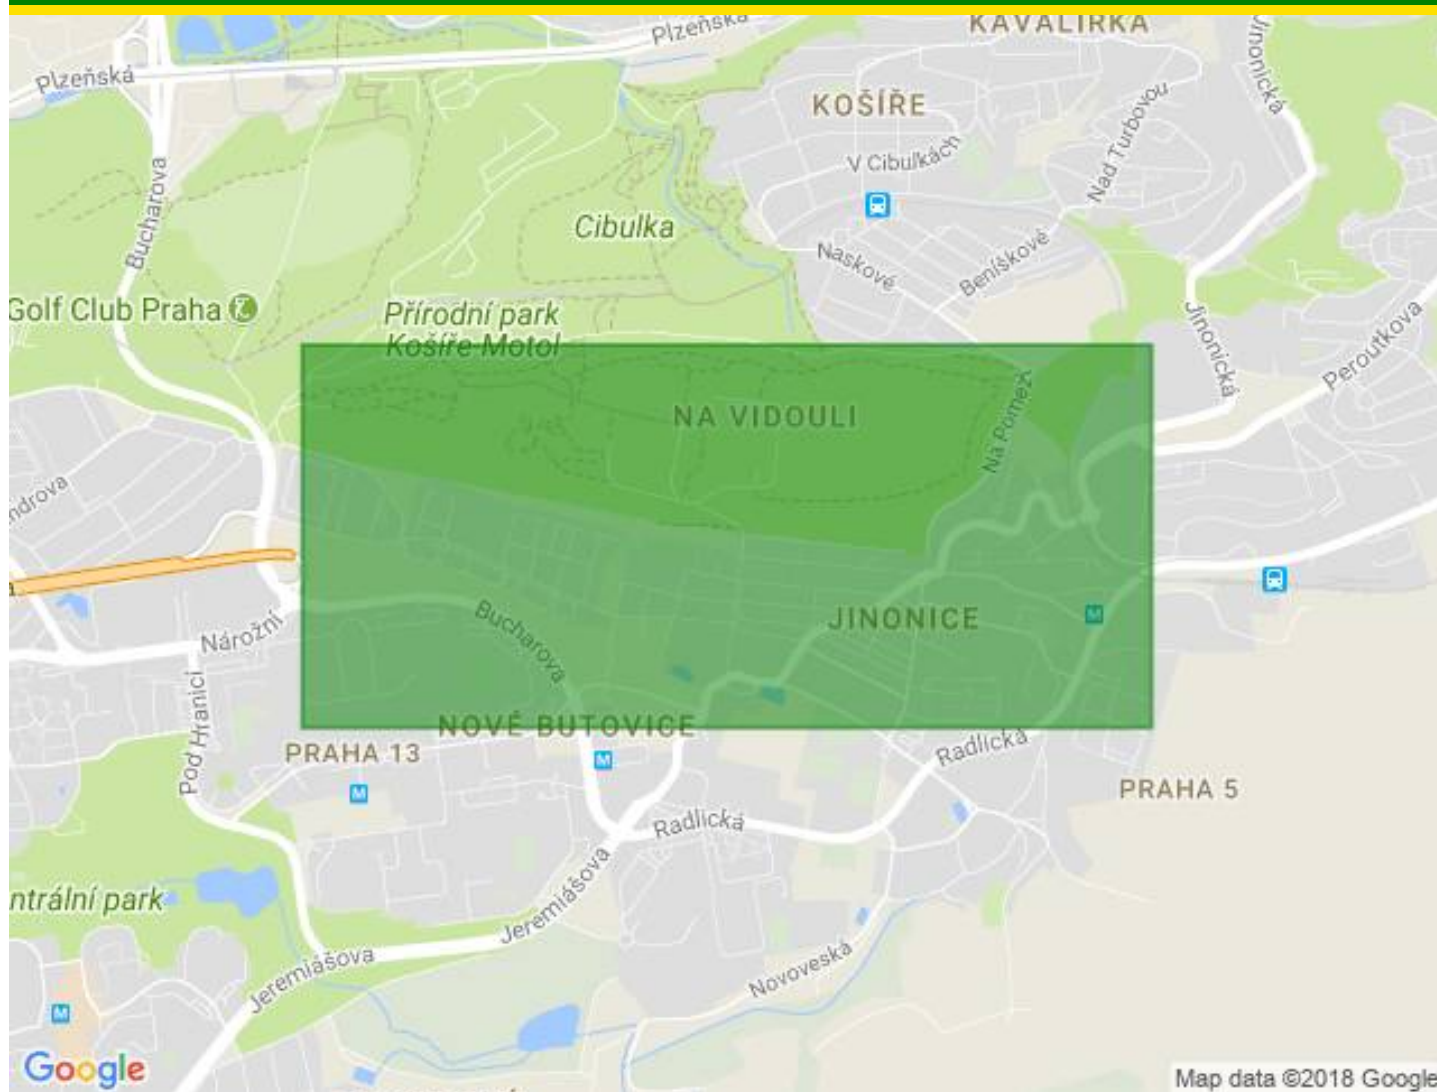 Plzeňská
KAVALÍRKA
Plzeňská
Jinonická
KOŠÍŘE
Nad Turbovou
V Cibulkách
Bucharova
Cibulka
Naskové
Beníškové
Golf Club Praha
Přírodní park
Košíře-Motol
Jinonická
Peroutkova
NA VIDOULI
Na Pomezí
ndrova
JINONICE
Bucharova
Nárožní
Pod Hranicí
NOVÉ BUTOVICE
PRAHA 13
M
M
M
Radlická
PRAHA 5
Radlická
Jeremiášova
ntrální park
Jeremiášova
Novoveská
M
Google
Map data ©2018 Google